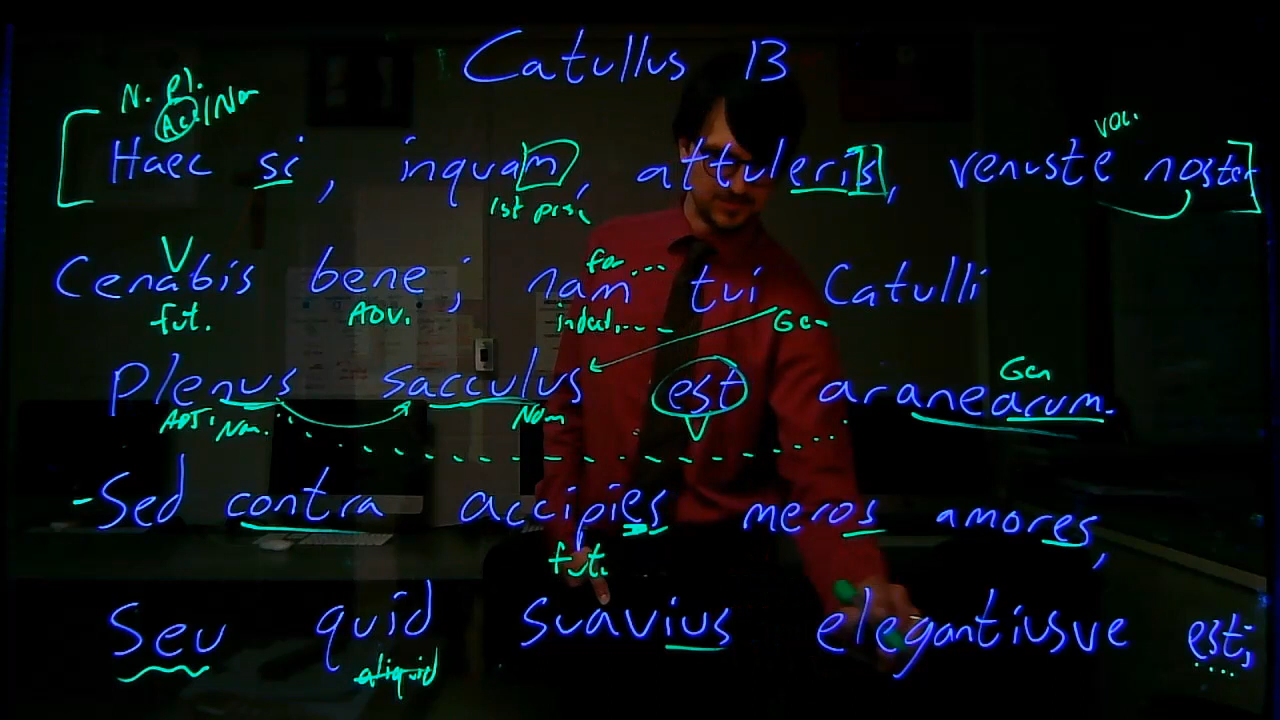 Catullus 13
N. pl.
Acc/Nom
voc.
Haec si, inquam, attuleris, venuste noster,
1st pers.
V for...
Cenabis bene; nam tui Catulli
fut. ADV. indecl.... Gen
plenus sacculus est aranearum.
ADJ. Nom. Nom V Gen
-Sed contra accipies meros amores,
fut.
Seu quid suavius elegantiusve est;
aliquid